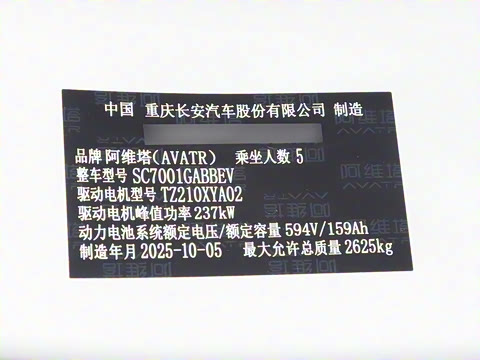 中国 重庆长安汽车股份有限公司 制造
品牌 阿维塔(AVATR) 乘坐人数 5
整车型号 SC7001GABBEV
驱动电机型号 TZ210XYA02
驱动电机峰值功率 237kW
动力电池系统额定电压/额定容量 594V/159Ah
制造年月 2025-10-05 最大允许总质量 2625kg